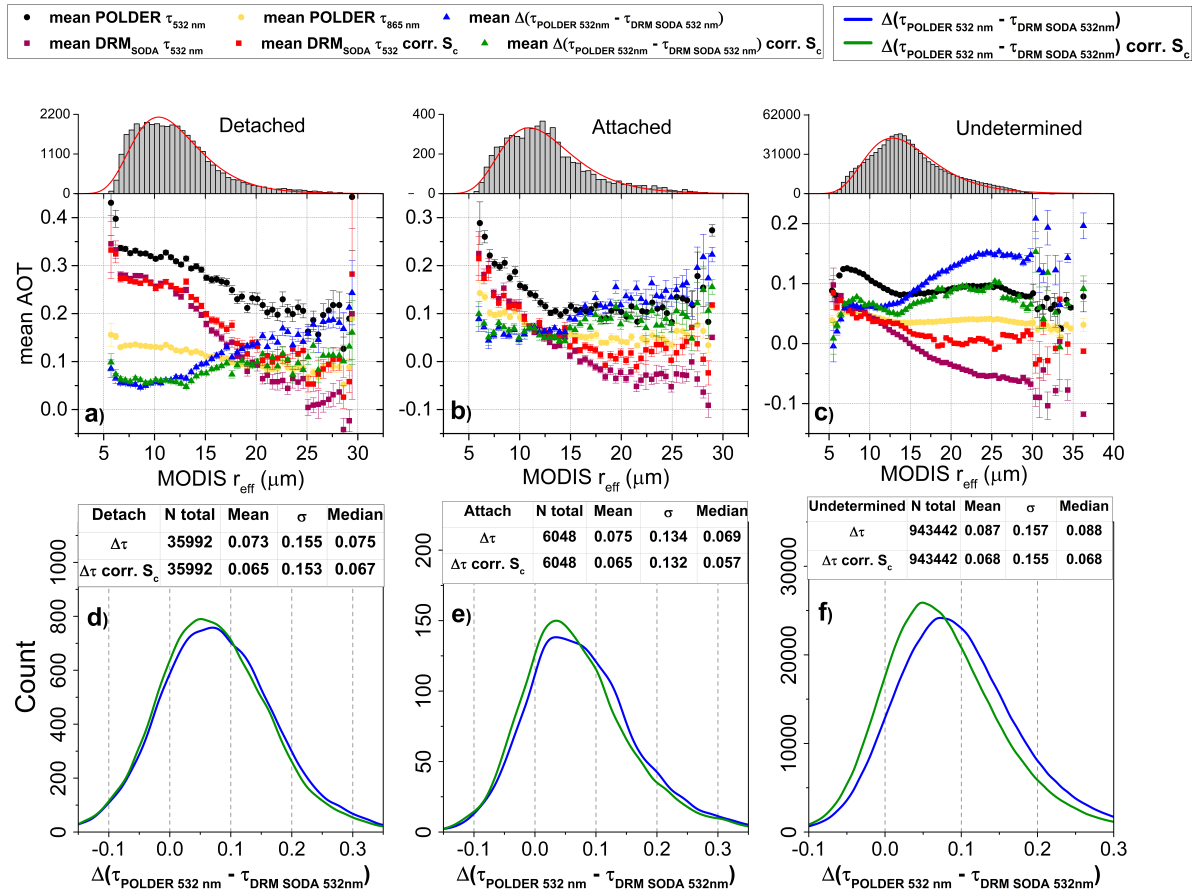 mean POLDER τ532 nm mean POLDER τ865 nm mean Δ(τPOLDER 532nm - τDRM SODA 532nm)
mean DRMSODA τ532 nm mean DRMSODA τ532 corr. Sc mean Δ(τPOLDER 532nm - τDRM SODA 532 nm) corr. Sc
Δ(τPOLDER 532 nm - τDRM SODA 532nm)
Δ(τPOLDER 532 nm - τDRM SODA 532nm) corr. Sc
2200
1100
0
Detached
400
200
0
Attached
62000
31000
0
Undetermined
mean AOT
0.4
0.3
0.2
0.1
0.0
a)
5 10 15 20 25 30
MODIS reff (μm)
0.3
0.2
0.1
0.0
-0.1
b)
5 10 15 20 25 30
MODIS reff (μm)
0.2
0.1
0.0
-0.1
c)
5 10 15 20 25 30 35 40
MODIS reff (μm)
Detach N total Mean σ Median
Δτ 35992 0.073 0.155 0.075
Δτ corr. Sc 35992 0.065 0.153 0.067
Attach N total Mean σ Median
Δτ 6048 0.075 0.134 0.069
Δτ corr. Sc 6048 0.065 0.132 0.057
Undetermined N total Mean σ Median
Δτ 943442 0.087 0.157 0.088
Δτ corr. Sc 943442 0.068 0.155 0.068
Count
1000
800
600
400
200
0
d)
-0.1 0.0 0.1 0.2 0.3
Δ(τPOLDER 532 nm - τDRM SODA 532nm)
200
150
100
50
0
e)
-0.1 0.0 0.1 0.2 0.3
Δ(τPOLDER 532 nm - τDRM SODA 532nm)
30000
20000
10000
0
f)
-0.1 0.0 0.1 0.2 0.3
Δ(τPOLDER 532 nm - τDRM SODA 532nm)